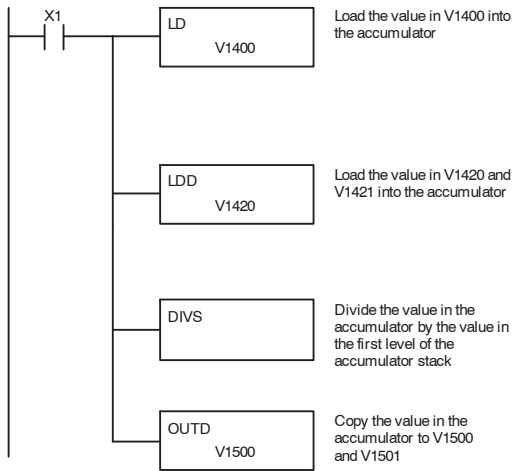 X1
LD
V1400
Load the value in V1400 into
the accumulator
LDD
V1420
Load the value in V1420 and
V1421 into the accumulator
DIVS
Divide the value in the
accumulator by the value in
the first level of the
accumulator stack
OUTD
V1500
Copy the value in the
accumulator to V1500
and V1501